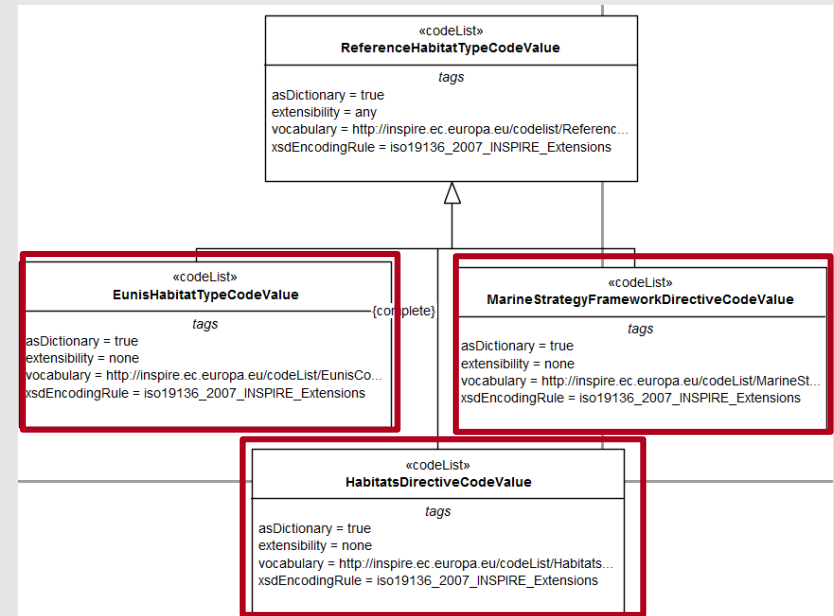 «codeList»
ReferenceHabitatTypeCodeValue
tags
asDictionary = true
extensibility = any
vocabulary = http://inspire.ec.europa.eu/codelist/Referenc...
xsdEncodingRule = iso19136_2007_INSPIRE_Extensions
«codeList»
EunisHabitatTypeCodeValue
tags
asDictionary = true
extensibility = none
vocabulary = http://inspire.ec.europa.eu/codeList/EunisCo...
xsdEncodingRule = iso19136_2007_INSPIRE_Extensions
{complete}
«codeList»
MarineStrategyFrameworkDirectiveCodeValue
tags
asDictionary = true
extensibility = none
vocabulary = http://inspire.ec.europa.eu/codeList/MarineSt...
xsdEncodingRule = iso19136_2007_INSPIRE_Extensions
«codeList»
HabitatsDirectiveCodeValue
tags
asDictionary = true
extensibility = none
vocabulary = http://inspire.ec.europa.eu/codeList/Habitats...
xsdEncodingRule = iso19136_2007_INSPIRE_Extensions